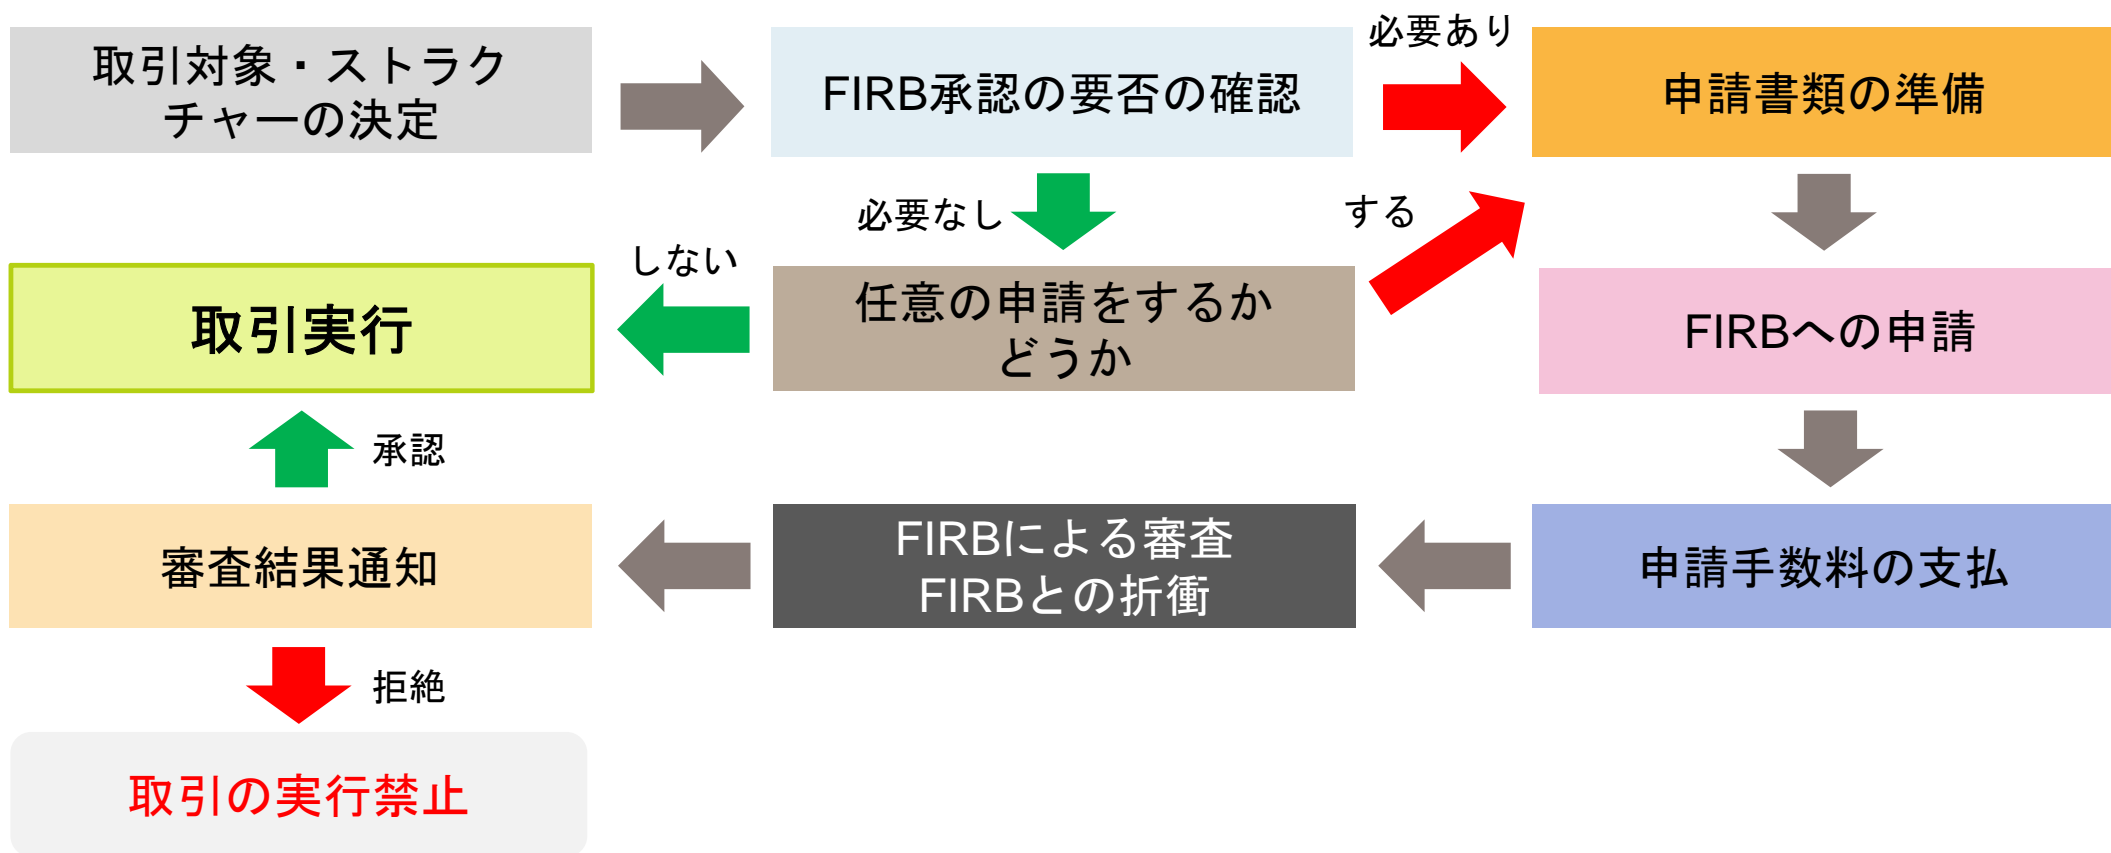 取引対象・ストラク
チャーの決定
FIRB承認の要否の確認
必要あり
申請書類の準備
必要なし
する
しない
取引実行
任意の申請をするか
どうか
FIRBへの申請
承認
審査結果通知
FIRBによる審査
FIRBとの折衝
申請手数料の支払
拒絶
取引の実行禁止